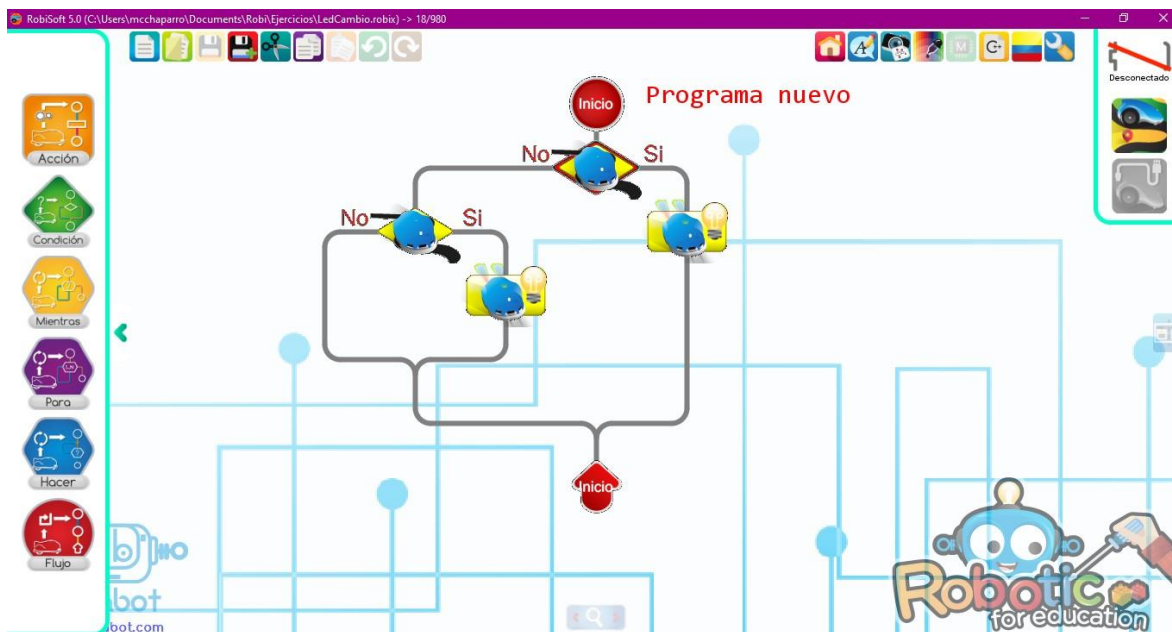 RobiSoft 5.0 (C:\Users\mcchaparro\Documents\Robi\Ejercicios\LedCambio.robix) -> 18/980
Desconectado
Inicio
Programa nuevo
No
Si
No
Si
Inicio
Acción
Condición
Mientras
Para
Hacer
Flujo
bot
bot.com
Robotic
for education